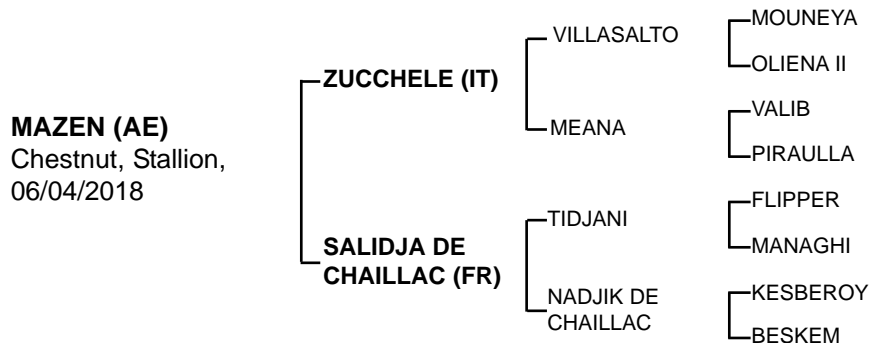 MAZEN (AE)
Chestnut, Stallion,
06/04/2018
ZUCCHELE (IT)
SALIDJA DE
CHAILLAC (FR)
VILLASALTO
MEANA
TIDJANI
NADJIK DE
CHAILLAC
MOUNEYA
OLIENA II
VALIB
PIRAULLA
FLIPPER
MANAGHI
KESBEROY
BESKEM